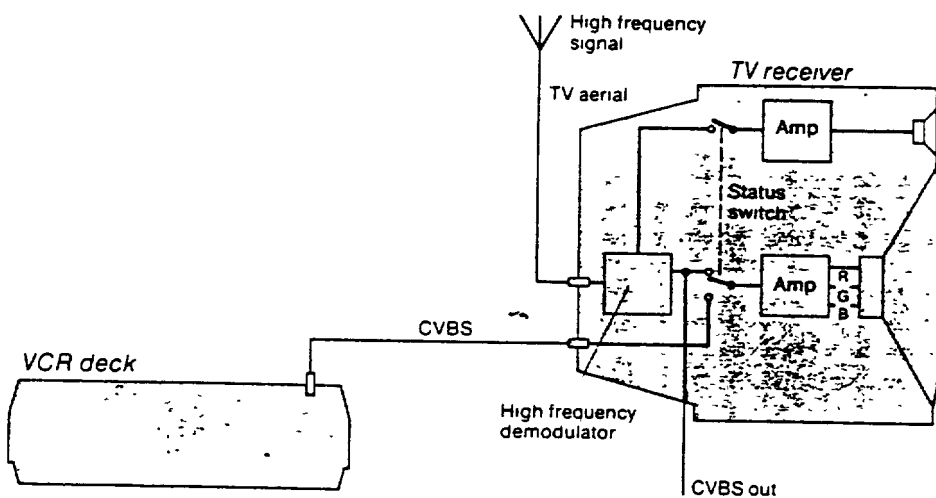 High frequency
signal
TV receiver
TV aerial
Amp
Status
switch
Amp
R
G
B
CVBS
VCR deck
High frequency
demodulator
CVBS out